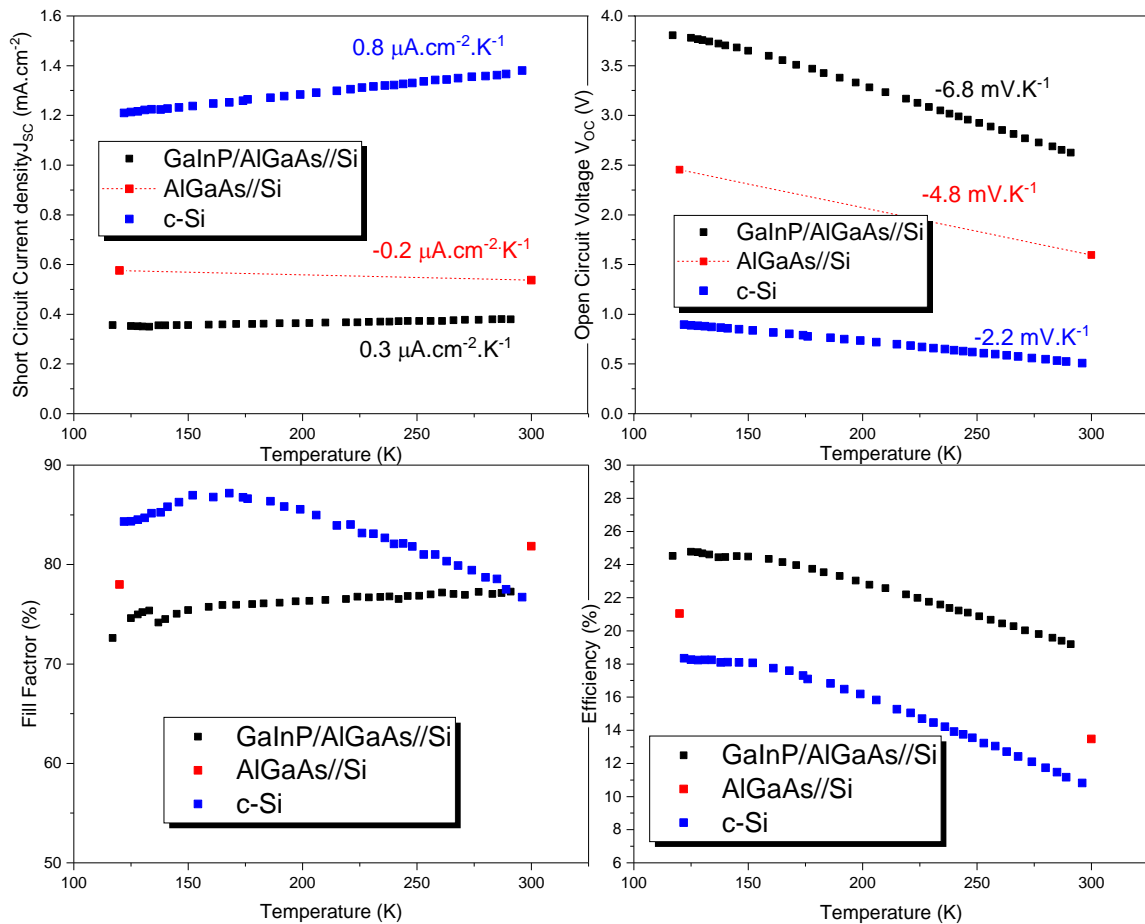 Short Circuit Current densityJSC (mA.cm-2)
1.6
1.4
1.2
1.0
0.8
0.6
0.4
0.2
0.0
0.8 μA.cm-2.K-1
GaInP/AlGaAs//Si
AlGaAs//Si
c-Si
-0.2 μA.cm-2.K-1
0.3 μA.cm-2.K-1
100 150 200 250 300
Temperature (K)
Open Circuit Voltage VOC (V)
4.0
3.5
3.0
2.5
2.0
1.5
1.0
0.5
0.0
-6.8 mV.K-1
-4.8 mV.K-1
GaInP/AlGaAs//Si
AlGaAs//Si
c-Si
-2.2 mV.K-1
100 150 200 250 300
Temperature (K)
Fill Factror (%)
90
80
70
60
50
GaInP/AlGaAs//Si
AlGaAs//Si
c-Si
100 150 200 250 300
Temperature (K)
Efficiency (%)
26
24
22
20
18
16
14
12
10
8
6
GaInP/AlGaAs//Si
AlGaAs//Si
c-Si
100 150 200 250 300
Temperature (K)